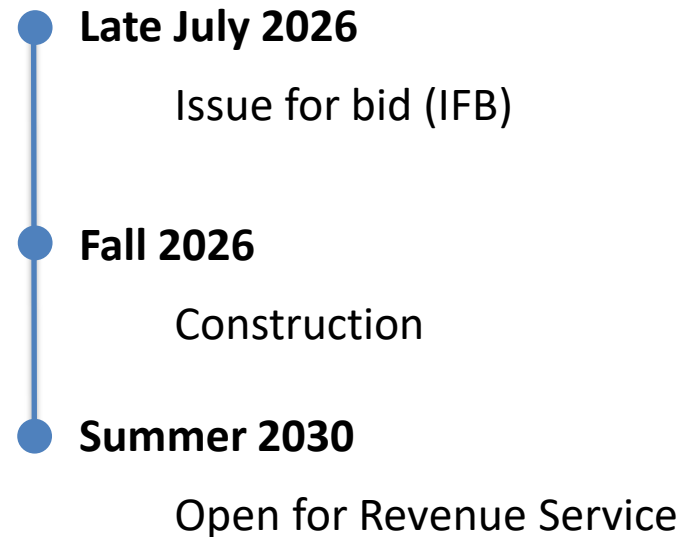 Late July 2026
Issue for bid (IFB)
Fall 2026
Construction
Summer 2030
Open for Revenue Service